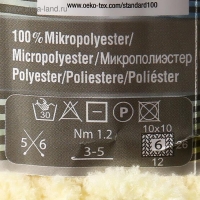 www.oeko-tex.com/standard100
100% Mikropolyester/
Micropolyester/Микрополиэстер
Polyester/Poliestere/Poliéster
30 P
Nm 1.2 10x10
5 6 3-5 6 26
12